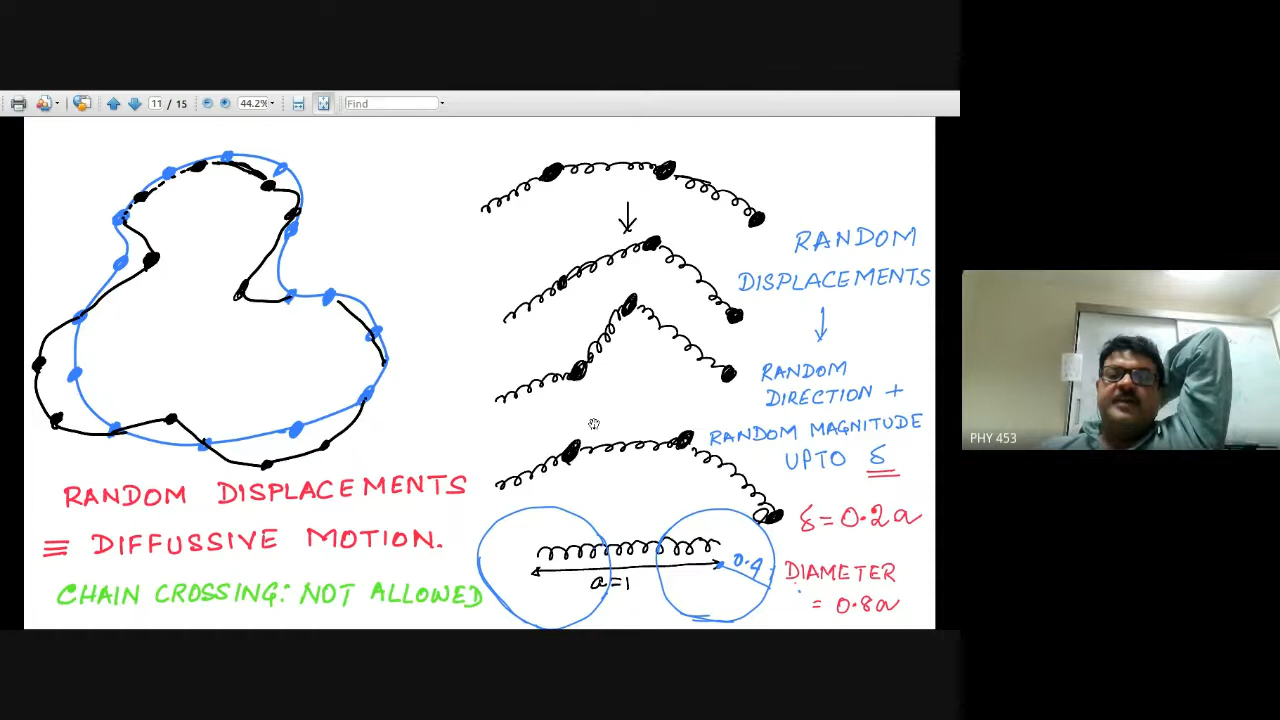 11 / 15
44.2%
Find
RANDOM
DISPLACEMENTS
RANDOM
DIRECTION +
RANDOM MAGNITUDE
UPTO δ
δ = 0.2a
RANDOM DISPLACEMENTS
≡ DIFFUSSIVE MOTION.
CHAIN CROSSING: NOT ALLOWED
a=1
0.4
DIAMETER
= 0.8a
PHY 453